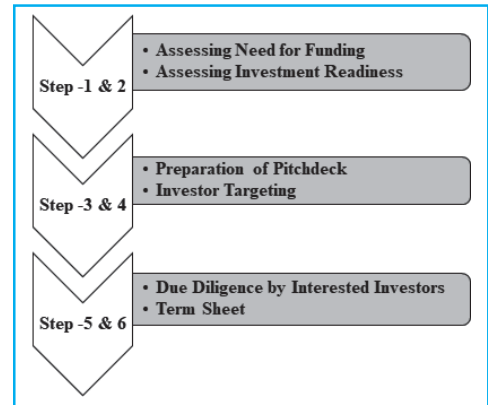 Step -1 & 2
• Assessing Need for Funding
• Assessing Investment Readiness
Step -3 & 4
• Preparation of Pitchdeck
• Investor Targeting
Step -5 & 6
• Due Diligence by Interested Investors
• Term Sheet